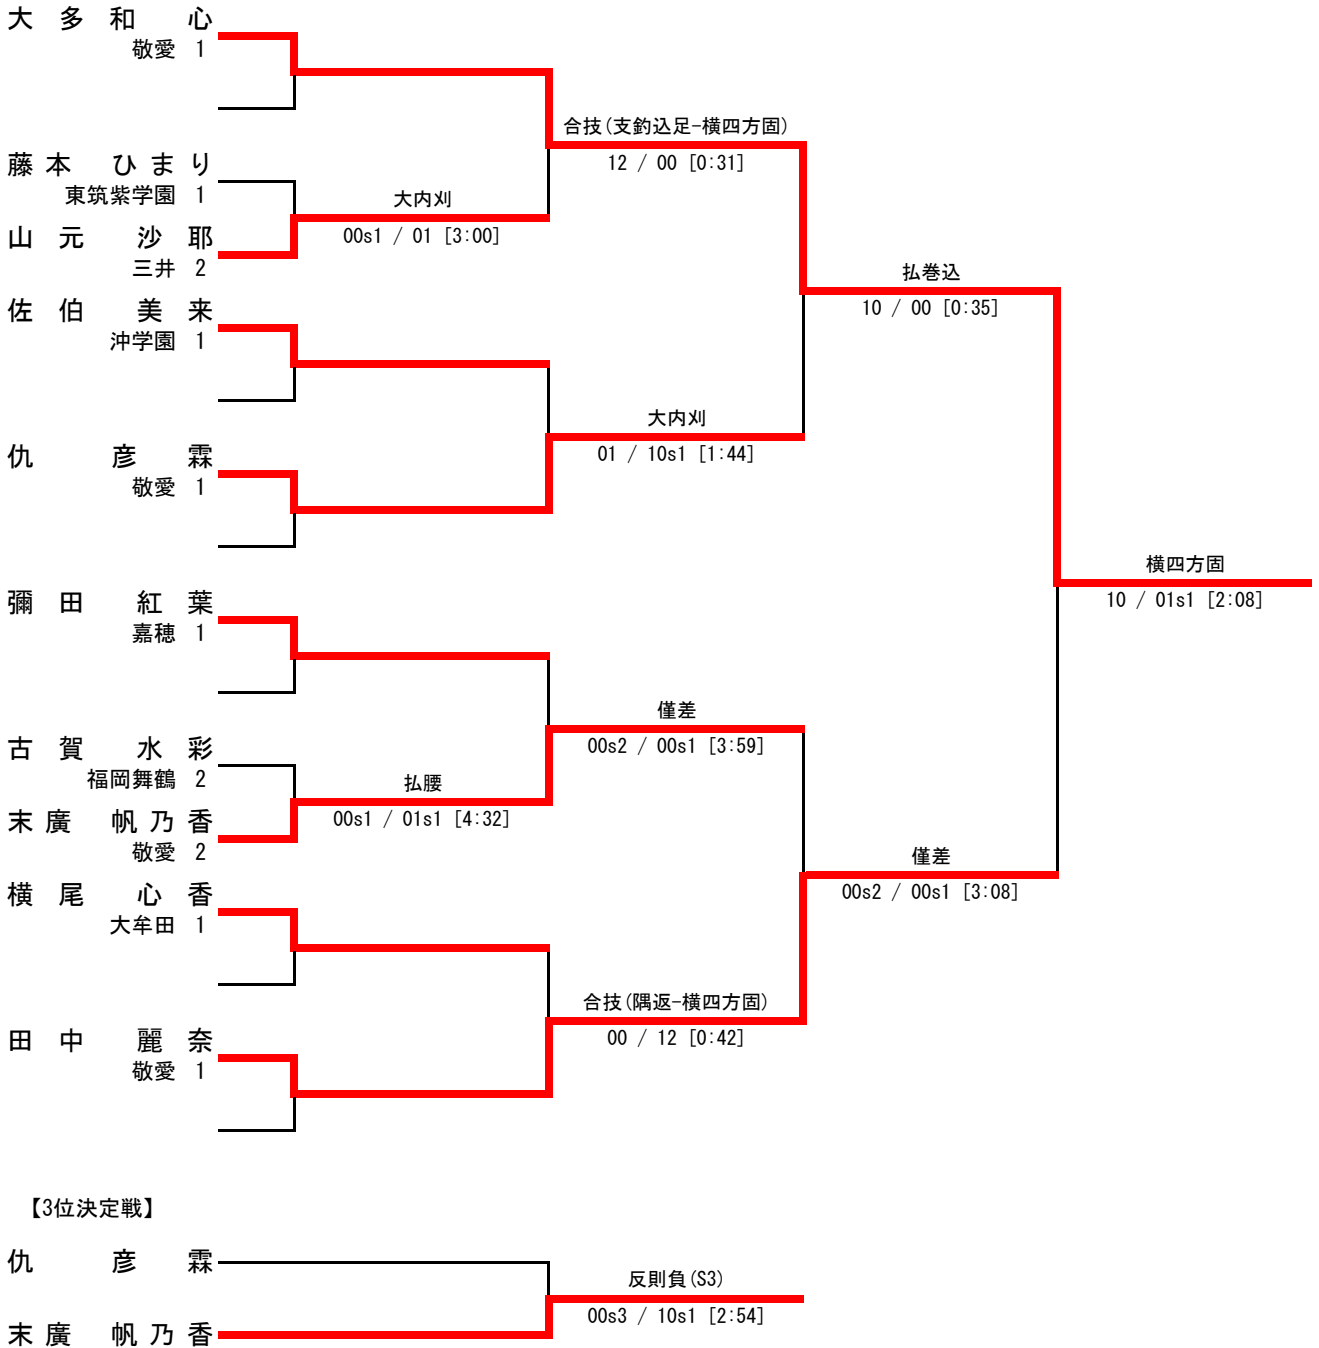 大多和 心
敬愛 1
合技(支釣込足-横四方固)
12 / 00 [0:31]
藤本 ひまり
東筑紫学園 1
大内刈
00s1 / 01 [3:00]
山元 沙耶
三井 2
払巻込
10 / 00 [0:35]
佐伯 美来
沖学園 1
大内刈
01 / 10s1 [1:44]
仇 彦霖
敬愛 1
横四方固
10 / 01s1 [2:08]
彌田 紅葉
嘉穂 1
僅差
00s2 / 00s1 [3:59]
古賀 水彩
福岡舞鶴 2
払腰
00s1 / 01s1 [4:32]
末廣 帆乃香
敬愛 2
僅差
00s2 / 00s1 [3:08]
横尾 心香
大牟田 1
合技(隅返-横四方固)
00 / 12 [0:42]
田中 麗奈
敬愛 1
【3位決定戦】
仇 彦霖
反則負(S3)
00s3 / 10s1 [2:54]
末廣 帆乃香